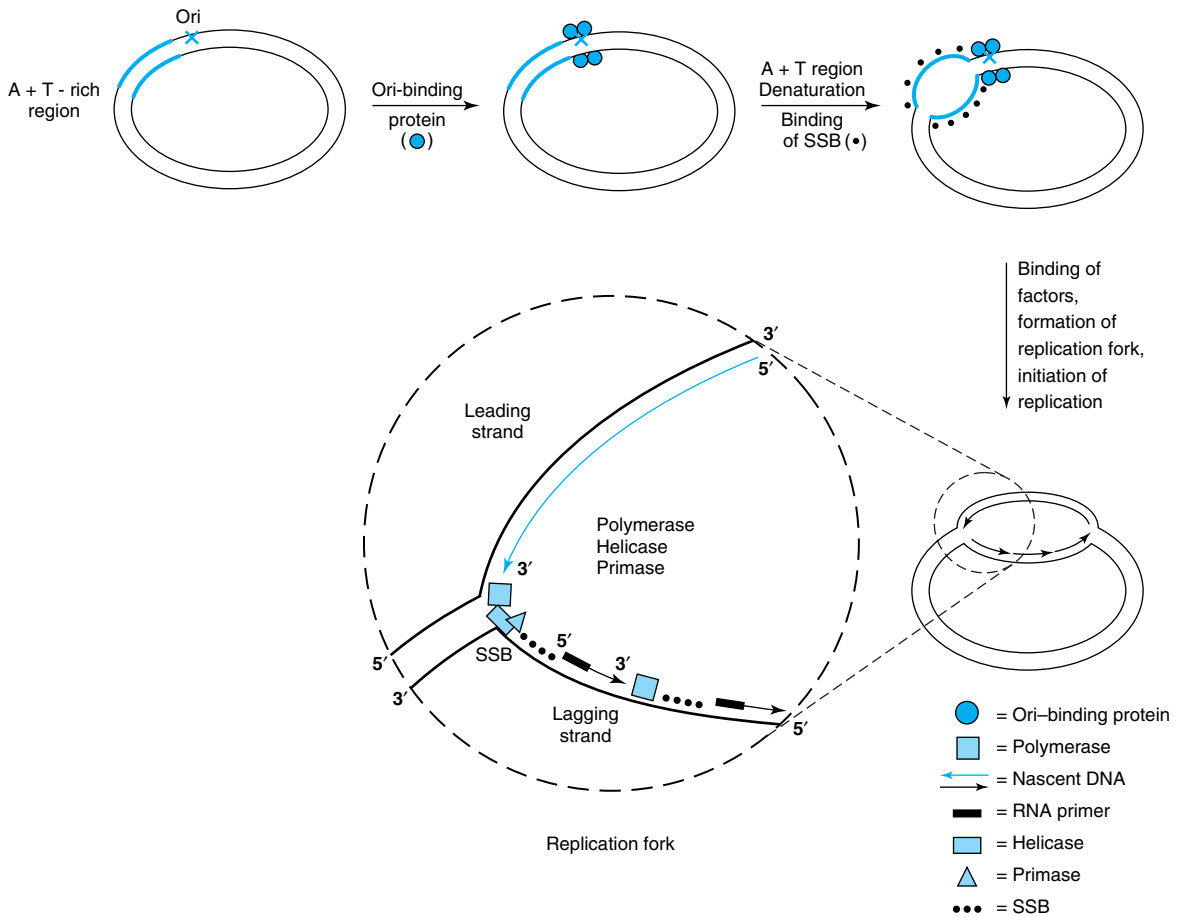 Ori
A + T - rich
region
Ori-binding
protein
( )
A + T region
Denaturation
Binding
of SSB ( • )
Binding of
factors,
formation of
replication fork,
initiation of
replication
3′
5′
Leading
strand
Polymerase
Helicase
Primase
3′
5′
SSB
5′
3′
3′
Lagging
strand
5′
= Ori–binding protein
= Polymerase
= Nascent DNA
= RNA primer
= Helicase
= Primase
= SSB
Replication fork